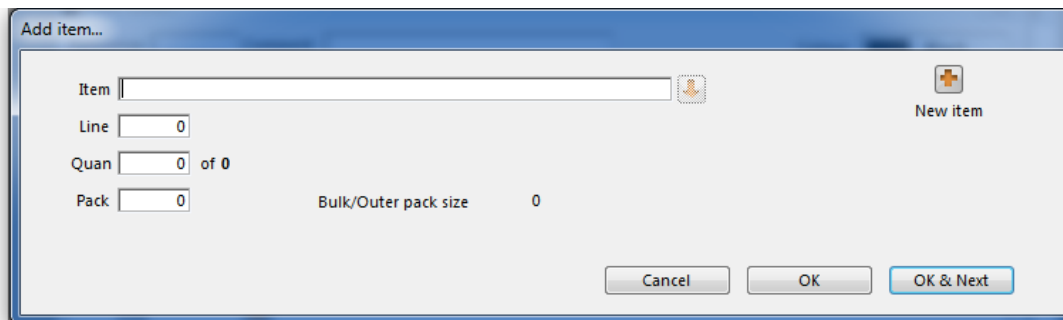 Add item...
Item
New item
Line 0
Quan 0 of 0
Pack 0 Bulk/Outer pack size 0
Cancel OK OK & Next